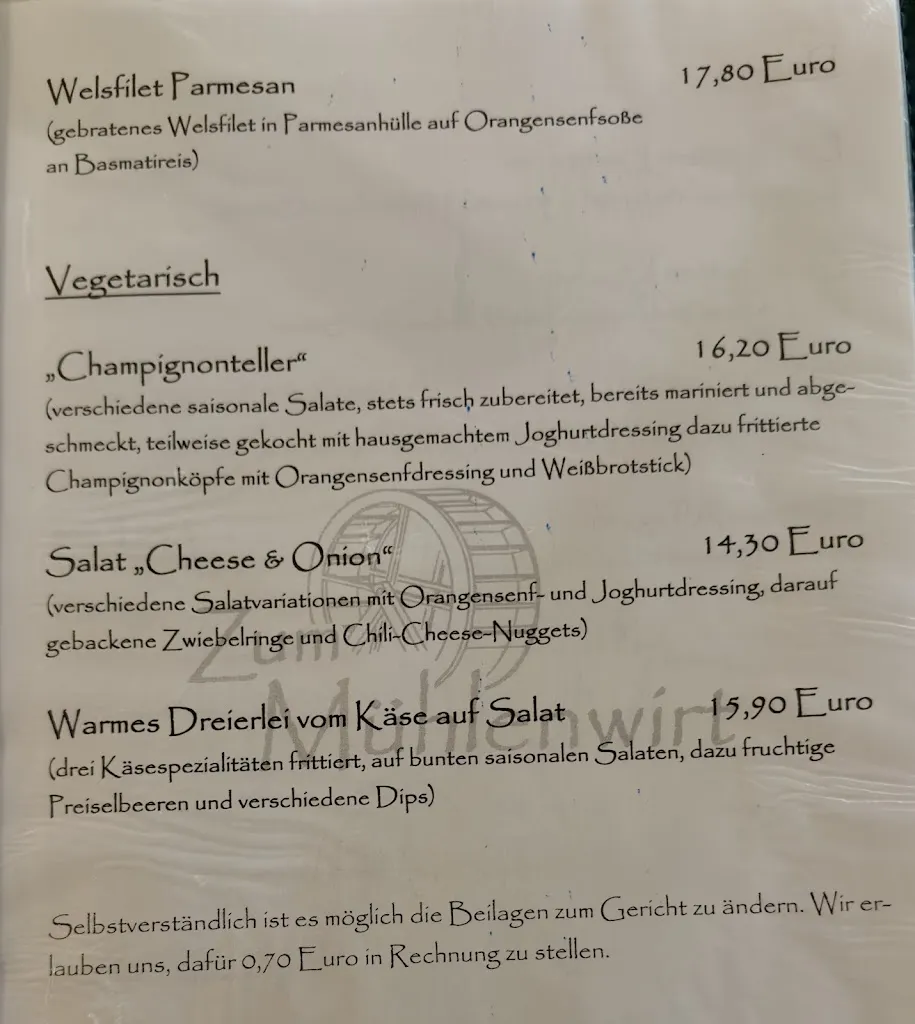 Welsfilet Parmesan 17,80 Euro
(gebratenes Welsfilet in Parmesanhülle auf Orangensenfsoße
an Basmatireis)
Vegetarisch
„Champignonteller“ 16,20 Euro
(verschiedene saisonale Salate, stets frisch zubereitet, bereits mariniert und abge-
schmeckt, teilweise gekocht mit hausgemachtem Joghurtdressing dazu frittierte
Champignonköpfe mit Orangensenfdressing und Weißbrotstick)
Salat „Cheese & Onion“ 14,30 Euro
(verschiedene Salatvariationen mit Orangensenf- und Joghurtdressing, darauf
gebackene Zwiebelringe und Chili-Cheese-Nuggets)
Zum
Mühlenwirt
Warmes Dreierlei vom Käse auf Salat 15,90 Euro
(drei Käsespezialitäten frittiert, auf bunten saisonalen Salaten, dazu fruchtige
Preiselbeeren und verschiedene Dips)
Selbstverständlich ist es möglich die Beilagen zum Gericht zu ändern. Wir er-
lauben uns, dafür 0,70 Euro in Rechnung zu stellen.